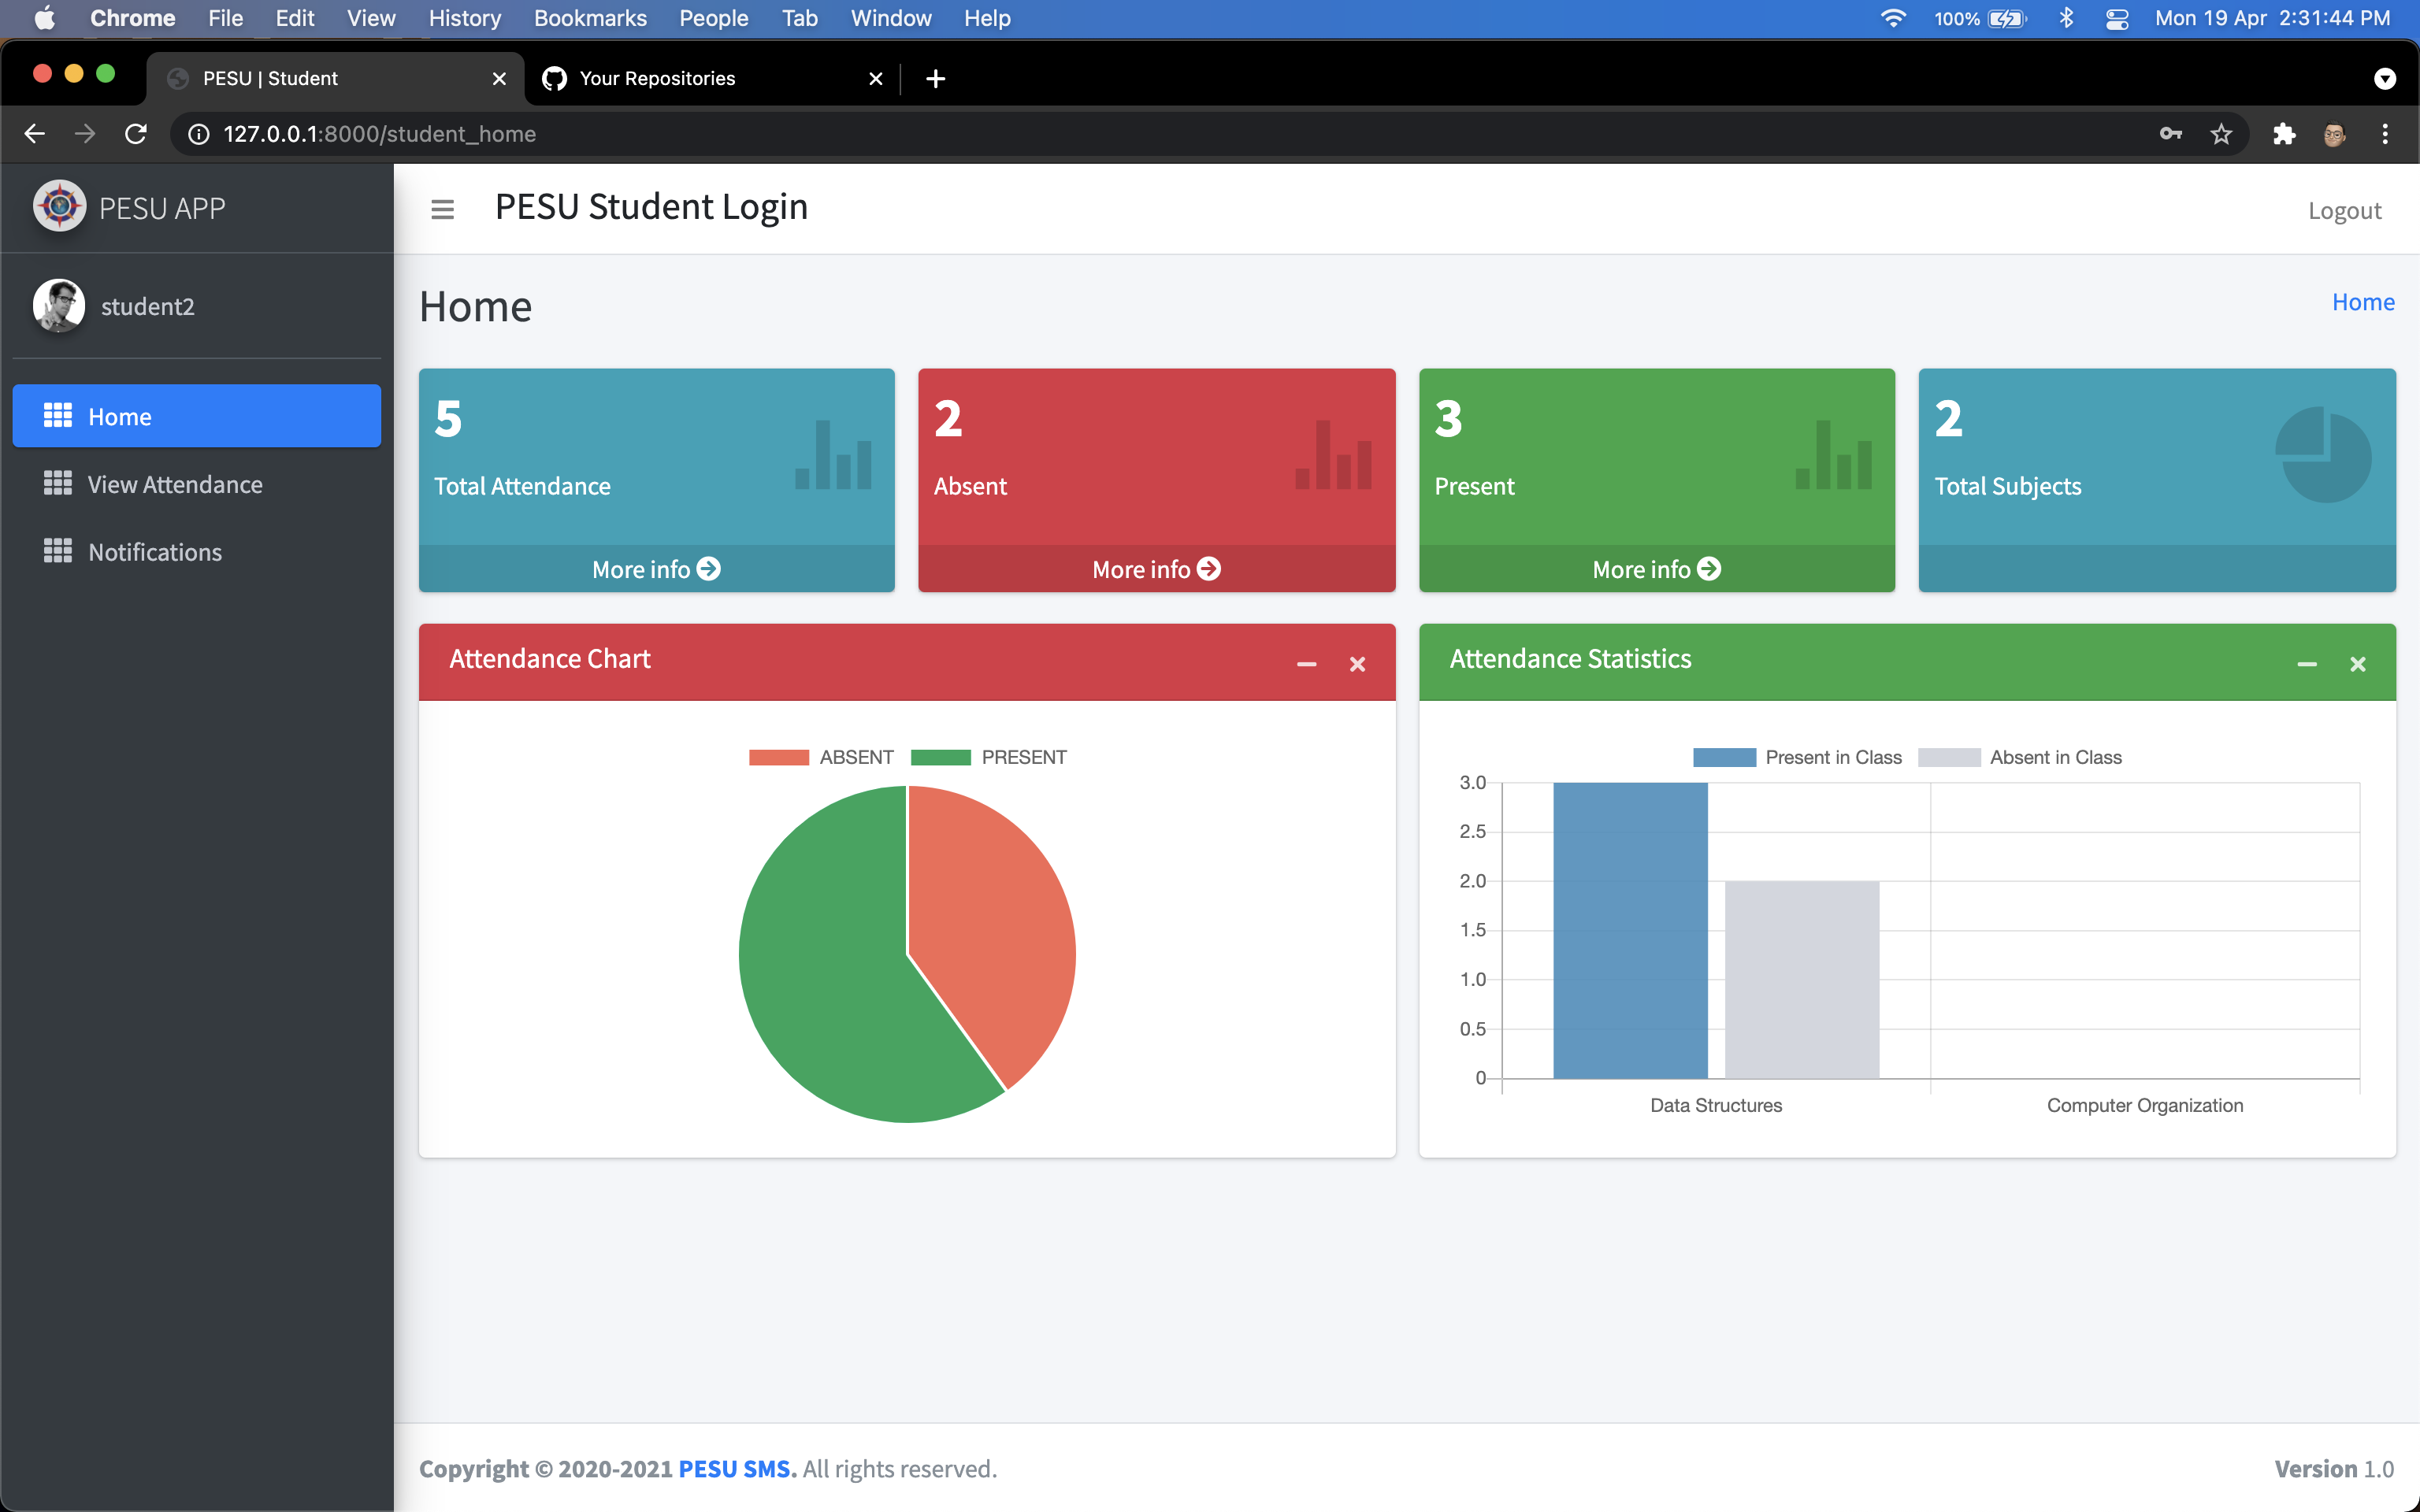 Chrome File Edit View History Bookmarks People Tab Window Help 100% Mon 19 Apr 2:31:44 PM
PESU | Student Your Repositories
127.0.0.1:8000/student_home
PESU APP
PESU Student Login
Logout
student2
Home
View Attendance
Notifications
Home
Home
5
Total Attendance
More info
2
Absent
More info
3
Present
More info
2
Total Subjects
Attendance Chart
ABSENT PRESENT
Attendance Statistics
Present in Class Absent in Class
3.0
2.5
2.0
1.5
1.0
0.5
0
Data Structures Computer Organization
Copyright © 2020-2021 PESU SMS. All rights reserved.
Version 1.0